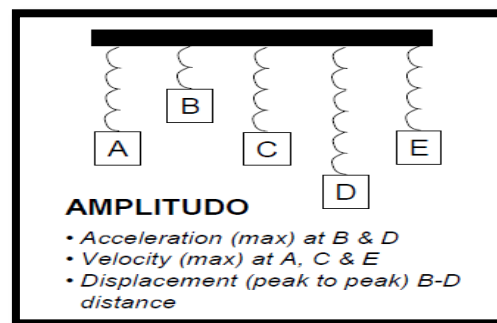 B
A
C
E
D
AMPLITUDO
• Acceleration (max) at B & D
• Velocity (max) at A, C & E
• Displacement (peak to peak) B-D
distance